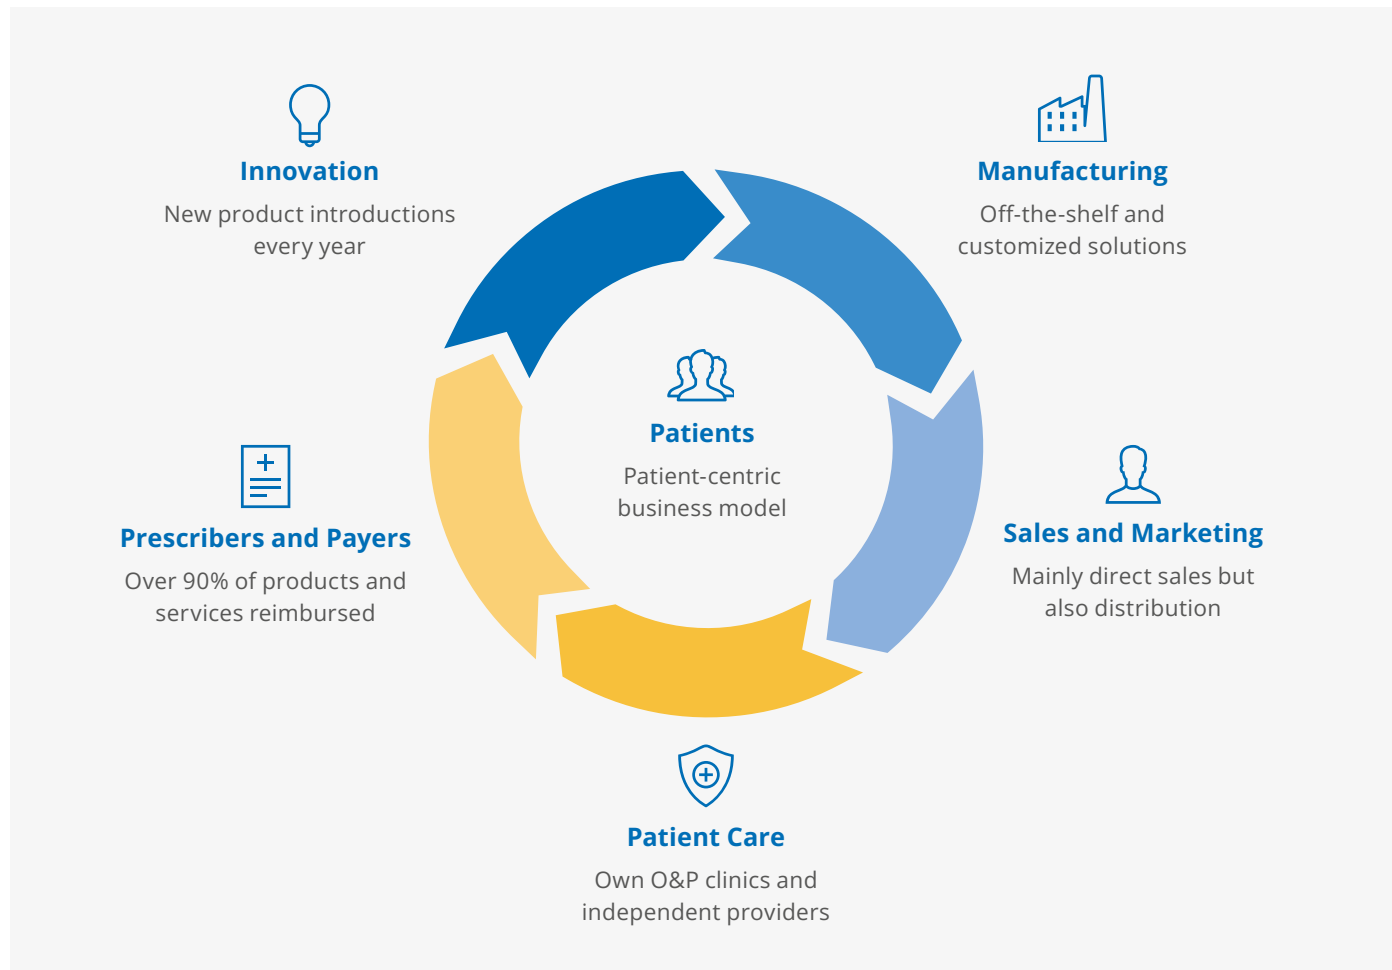 Innovation
New product introductions
every year
Manufacturing
Off-the-shelf and
customized solutions
Patients
Patient-centric
business model
Prescribers and Payers
Over 90% of products and
services reimbursed
Sales and Marketing
Mainly direct sales but
also distribution
Patient Care
Own O&P clinics and
independent providers